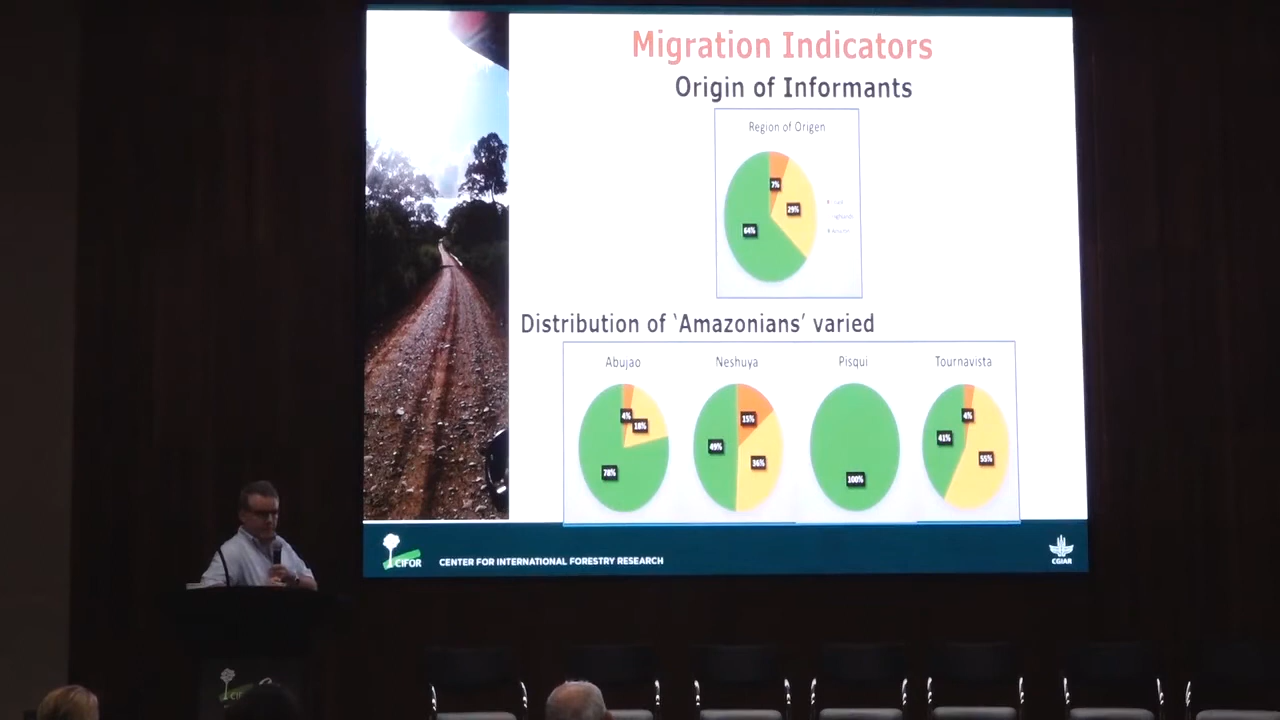 Migration Indicators
Origin of Informants
Region of Origen
7%
29%
64%
Distribution of 'Amazonians' varied
Abujao
Neshuya
Pisqui
Tournavista
4%
18%
78%
15%
49%
36%
100%
4%
41%
55%
CIFOR
CENTER FOR INTERNATIONAL FORESTRY RESEARCH
CGIAR